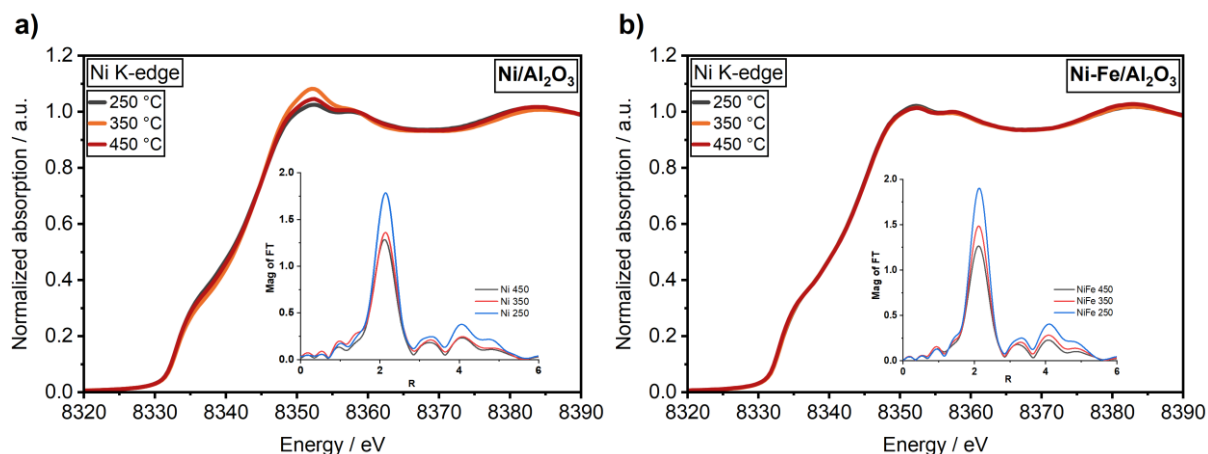 a)
Normalized absorption / a.u.
1.2
1.0
0.8
0.6
0.4
0.2
0.0
Ni K-edge
250 °C
350 °C
450 °C
Ni/Al₂O₃
Mag of FT
2.0
1.5
1.0
0.5
0.0
Ni 450
Ni 350
Ni 250
0 2 4 6
R
8320 8330 8340 8350 8360 8370 8380 8390
Energy / eV
b)
Normalized absorption / a.u.
1.2
1.0
0.8
0.6
0.4
0.2
0.0
Ni K-edge
250 °C
350 °C
450 °C
Ni-Fe/Al₂O₃
Mag of FT
2.0
1.5
1.0
0.5
0.0
NiFe 450
NiFe 350
NiFe 250
0 2 4 6
R
8320 8330 8340 8350 8360 8370 8380 8390
Energy / eV